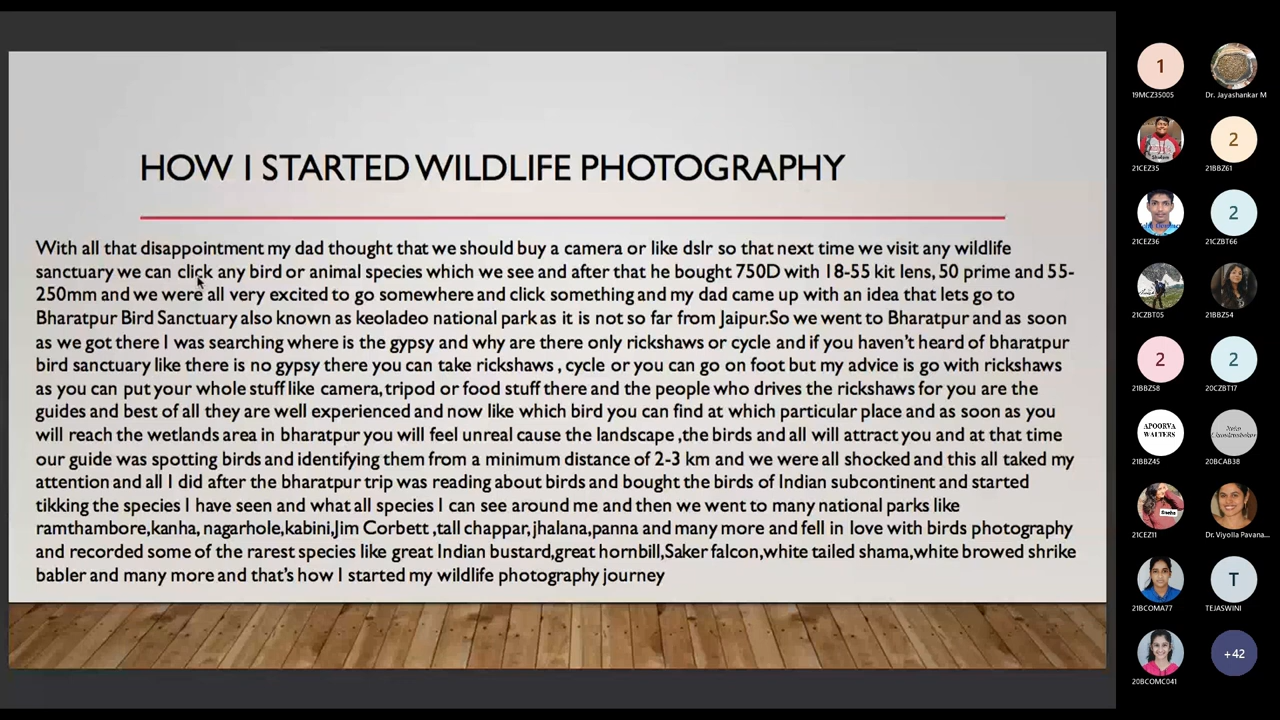 HOW I STARTED WILDLIFE PHOTOGRAPHY
With all that disappointment my dad thought that we should buy a camera or like dslr so that next time we visit any wildlife
sanctuary we can click any bird or animal species which we see and after that he bought 750D with 18-55 kit lens, 50 prime and 55-
250mm and we were all very excited to go somewhere and click something and my dad came up with an idea that lets go to
Bharatpur Bird Sanctuary also known as keoladeo national park as it is not so far from Jaipur.So we went to Bharatpur and as soon
as we got there I was searching where is the gypsy and why are there only rickshaws or cycle and if you haven't heard of bharatpur
bird sanctuary like there is no gypsy there you can take rickshaws , cycle or you can go on foot but my advice is go with rickshaws
as you can put your whole stuff like camera, tripod or food stuff there and the people who drives the rickshaws for you are the
guides and best of all they are well experienced and now like which bird you can find at which particular place and as soon as you
will reach the wetlands area in bharatpur you will feel unreal cause the landscape ,the birds and all will attract you and at that time
our guide was spotting birds and identifying them from a minimum distance of 2-3 km and we were all shocked and this all taked my
attention and all I did after the bharatpur trip was reading about birds and bought the birds of Indian subcontinent and started
tikking the species I have seen and what all species I can see around me and then we went to many national parks like
ramthambore,kanha, nagarhole,kabini,Jim Corbett ,tall chappar,jhalana,panna and many more and fell in love with birds photography
and recorded some of the rarest species like great Indian bustard,great hornbill,Saker falcon,white tailed shama,white browed shrike
babler and many more and that's how I started my wildlife photography journey
1 
19MCZ35005
Dr. Jayashankar M
21CEZ35
2
21BBZ61
21CEZ36
2
21CZBT66
21CZBT05
21BBZ54
2
21BBZ58
2
20CZBT17
APOORVA
WALTERS
21BBZ45
20BCAB38
21CEZ11
Dr. Viyolla Pavana...
21BCOMA77
T
TEJASWINI
20BCOMC041
+42